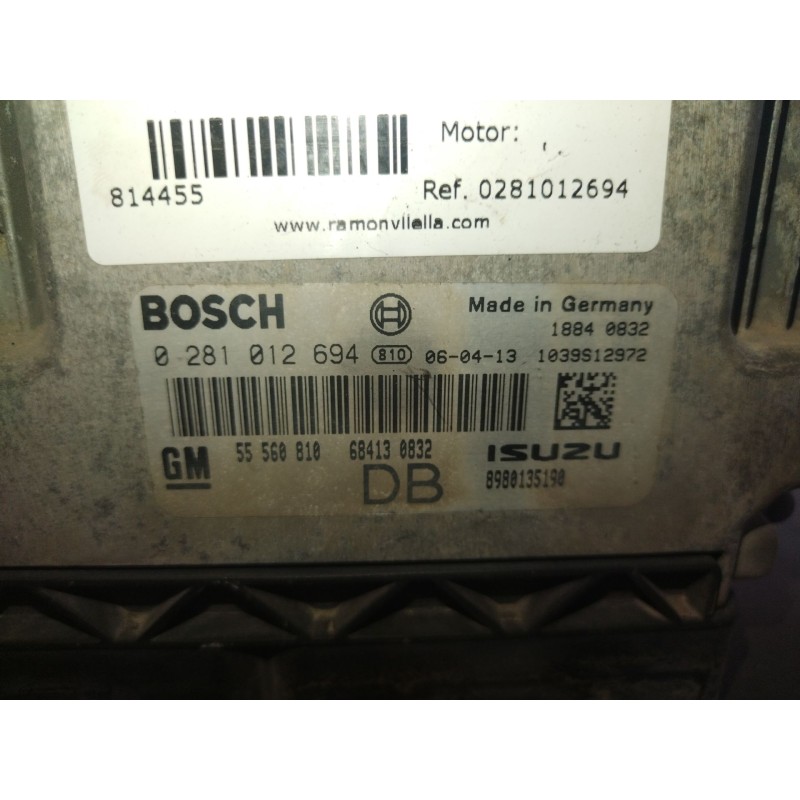 Motor:
814455
Ref. 0281012694
www.ramonvilella.com
BOSCH
Made in Germany
1884 0832
0 281 012 694 810 06-04-13 1039S12972
GM 55 560 810 68413 0832 ISUZU
DB 8980135190